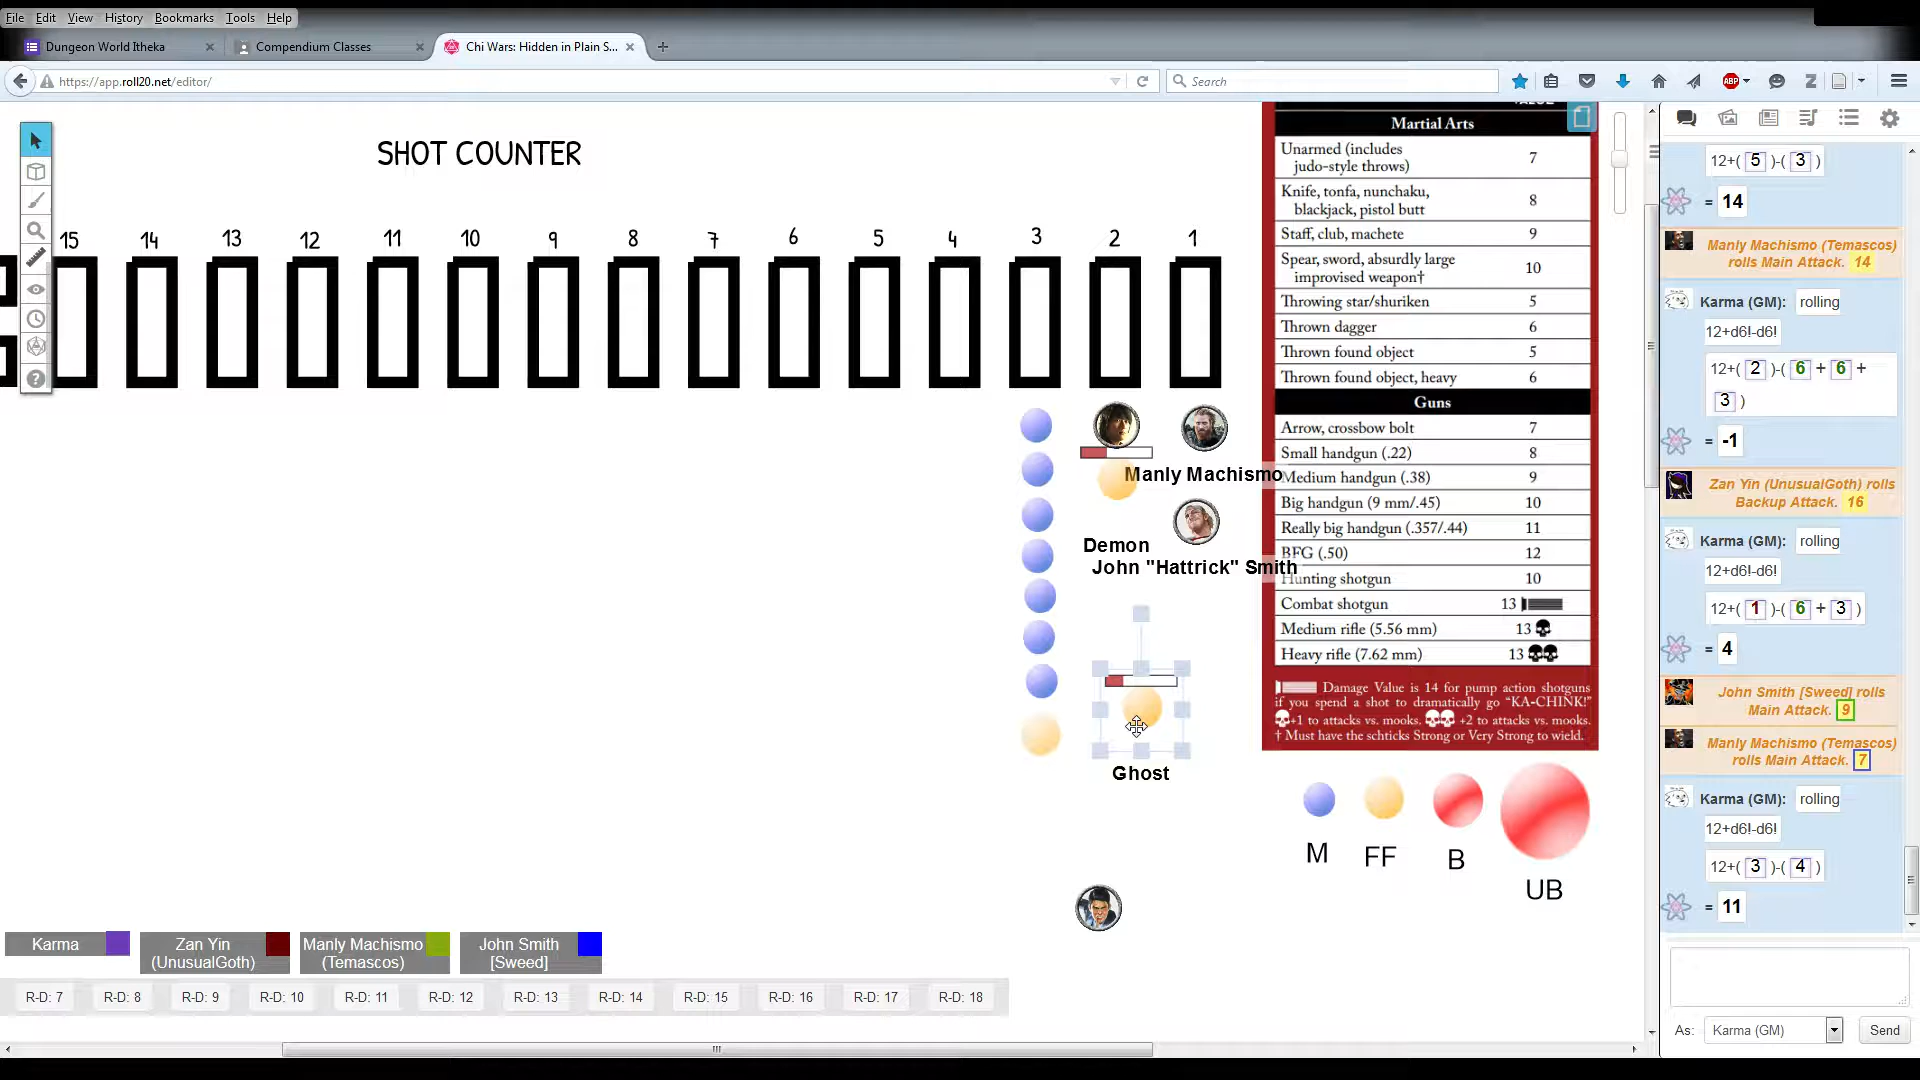 File Edit View History Bookmarks Tools Help
Dungeon World Itheka
Compendium Classes
Chi Wars: Hidden in Plain S...
https://app.roll20.net/editor/
Search
ABP
SHOT COUNTER
15 14 13 12 11 10 9 8 7 6 5 4 3 2 1
Manly Machismo
Demon
John "Hattrick" Smith
Ghost
Martial Arts
Unarmed (includes
judo-style throws) 7
Knife, tonfa, nunchaku,
blackjack, pistol butt 8
Staff, club, machete 9
Spear, sword, absurdly large
improvised weapon† 10
Throwing star/shuriken 5
Thrown dagger 6
Thrown found object 5
Thrown found object, heavy 6
Guns
Arrow, crossbow bolt 7
Small handgun (.22) 8
Medium handgun (.38) 9
Big handgun (9 mm/.45) 10
Really big handgun (.357/.44) 11
BFG (.50) 12
Hunting shotgun 10
Combat shotgun 13
Medium rifle (5.56 mm) 13
Heavy rifle (7.62 mm) 13
Damage Value is 14 for pump action shotguns
if you spend a shot to dramatically go "KA-CHINK!"
+1 to attacks vs. mooks. +2 to attacks vs. mooks.
† Must have the schticks Strong or Very Strong to wield.
M FF B UB
12+(5)-(3)
= 14
Manly Machismo (Temascos)
rolls Main Attack. 14
Karma (GM): rolling
12+d6!-d6!
12+(2)-(6+6+
3)
= -1
Zan Yin (UnusualGoth) rolls
Backup Attack. 16
Karma (GM): rolling
12+d6!-d6!
12+(1)-(6+3)
= 4
John Smith [Sweed] rolls
Main Attack. 9
Manly Machismo (Temascos)
rolls Main Attack. 7
Karma (GM): rolling
12+d6!-d6!
12+(3)-(4)
= 11
As: Karma (GM) Send
Karma
Zan Yin
(UnusualGoth)
Manly Machismo
(Temascos)
John Smith
[Sweed]
R-D: 7 R-D: 8 R-D: 9 R-D: 10 R-D: 11 R-D: 12 R-D: 13 R-D: 14 R-D: 15 R-D: 16 R-D: 17 R-D: 18